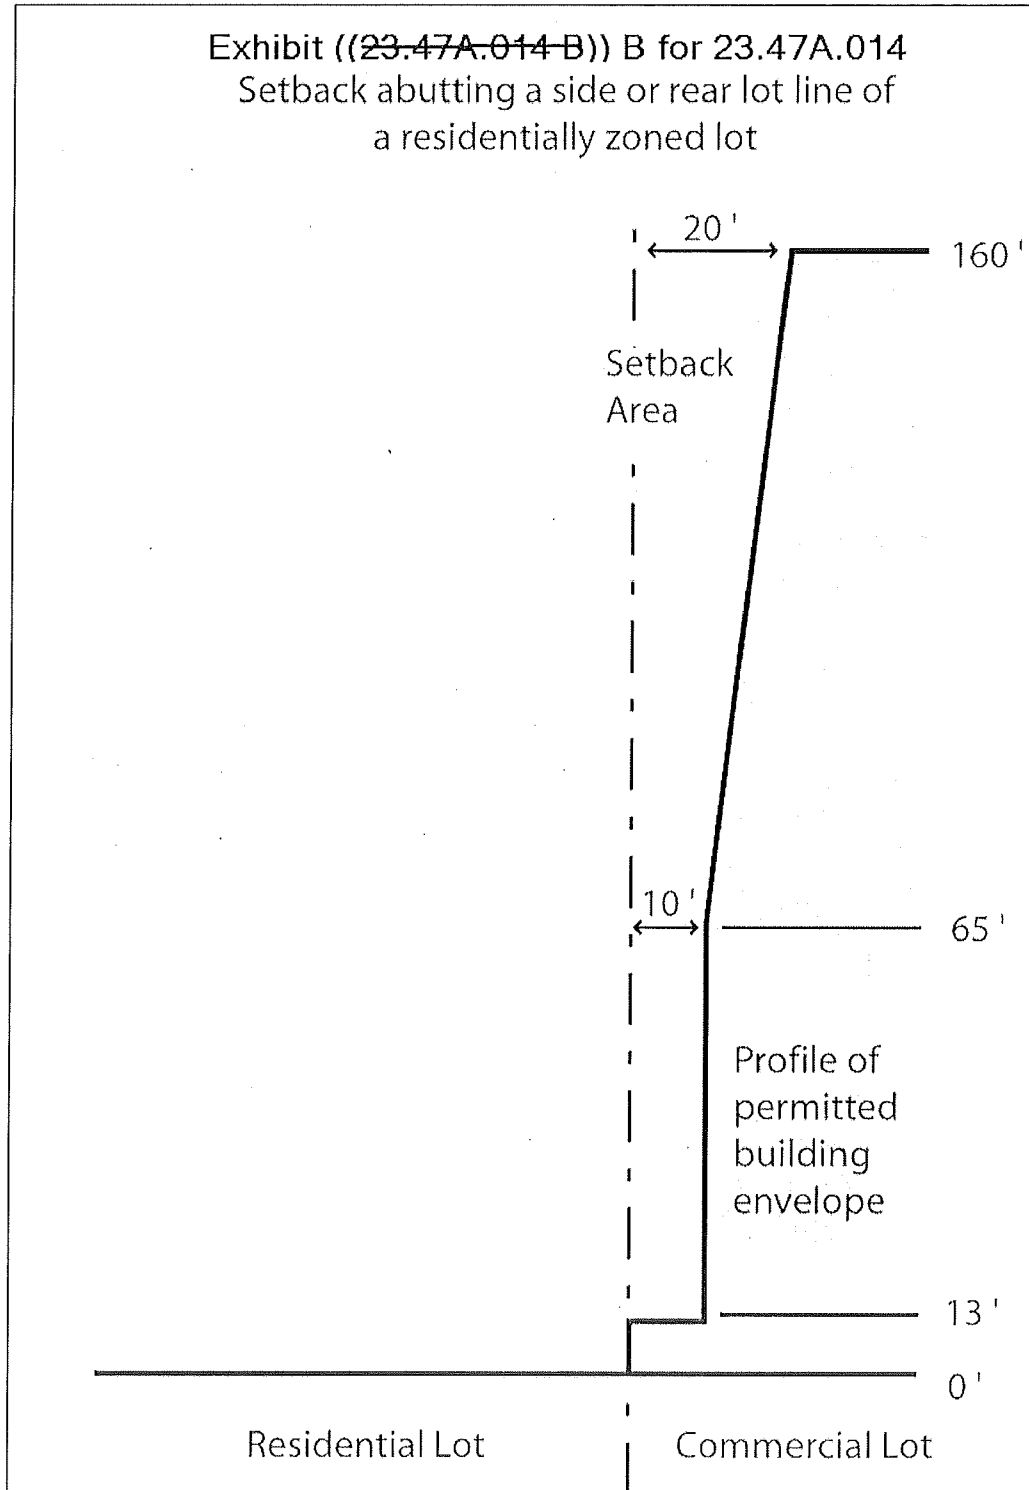 Exhibit ((23.47A.014 B)) B for 23.47A.014
Setback abutting a side or rear lot line of
a residentially zoned lot
20 '
160 '
Setback
Area
10 '
65 '
Profile of
permitted
building
envelope
13 '
0 '
Residential Lot
Commercial Lot